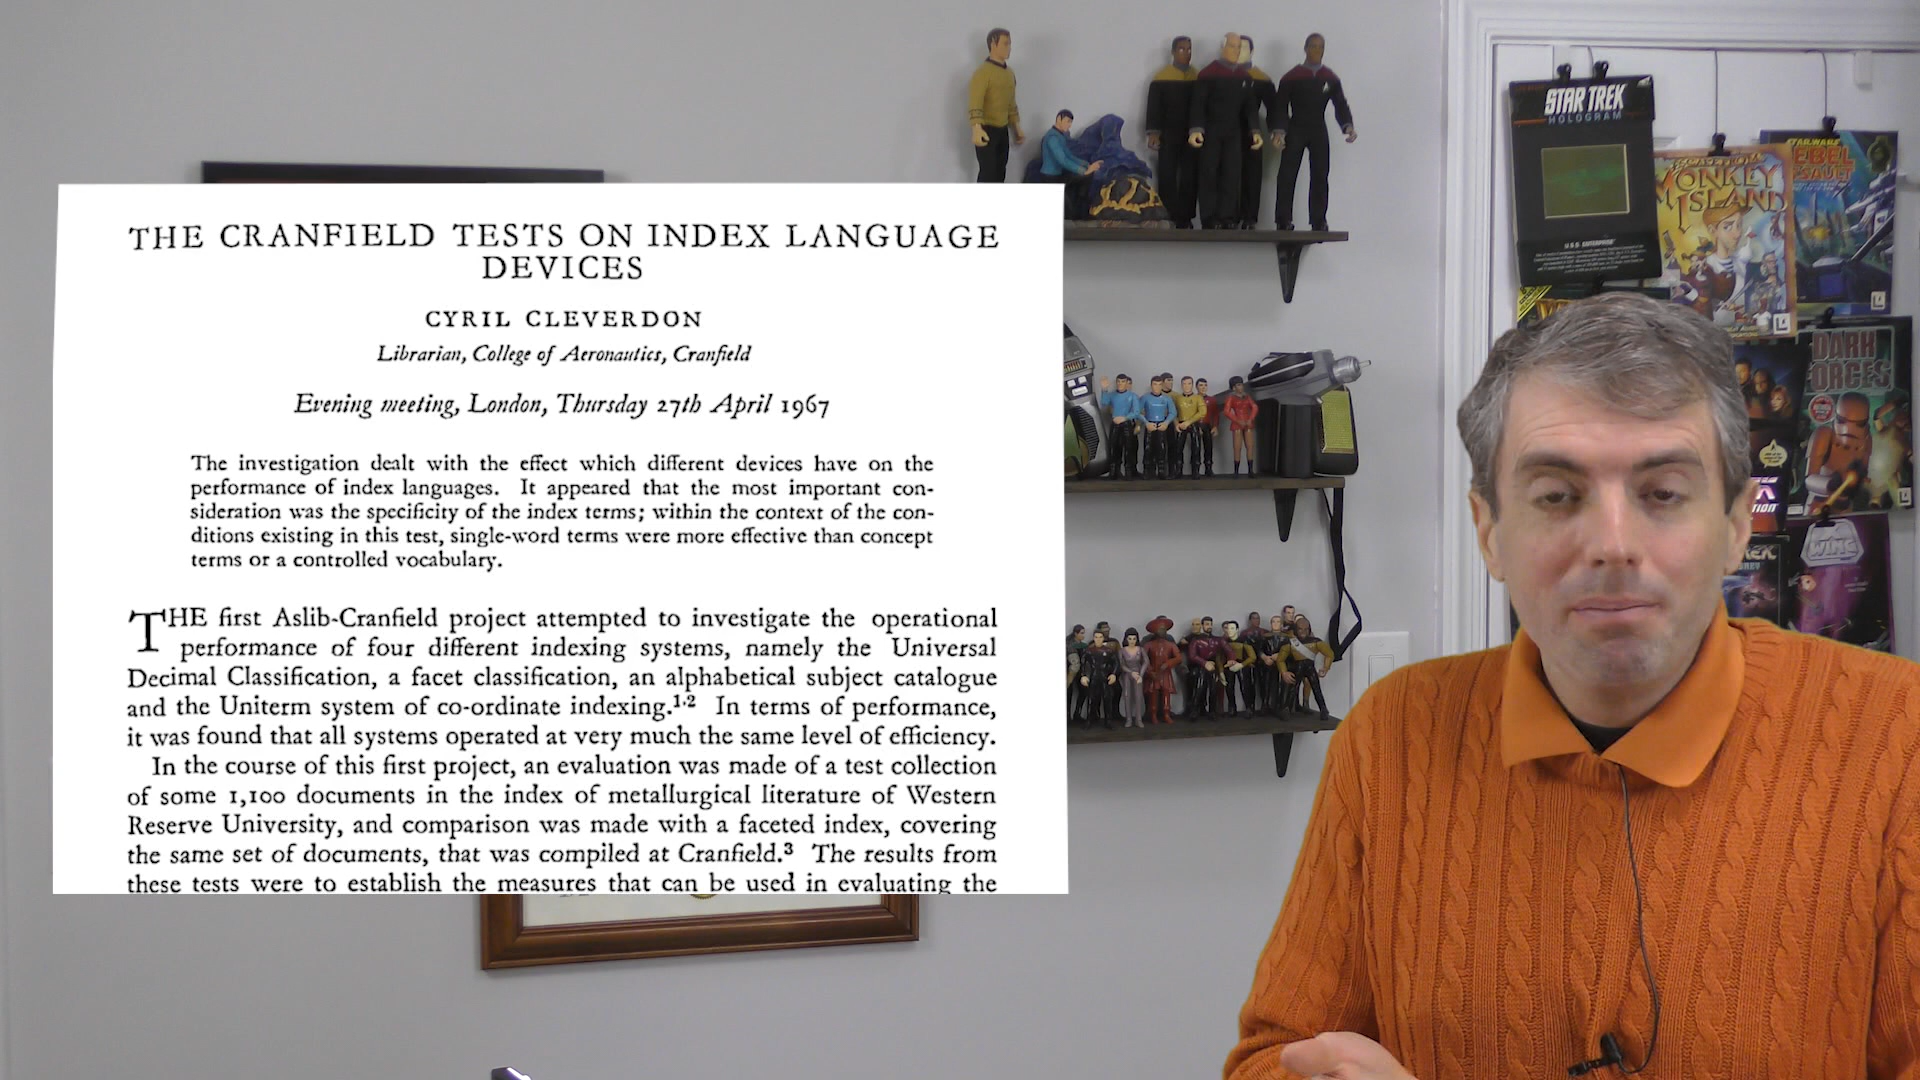 THE CRANFIELD TESTS ON INDEX LANGUAGE
DEVICES
CYRIL CLEVERDON
Librarian, College of Aeronautics, Cranfield
Evening meeting, London, Thursday 27th April 1967
The investigation dealt with the effect which different devices have on the
performance of index languages. It appeared that the most important con-
sideration was the specificity of the index terms; within the context of the con-
ditions existing in this test, single-word terms were more effective than concept
terms or a controlled vocabulary.
THE first Aslib-Cranfield project attempted to investigate the operational
performance of four different indexing systems, namely the Universal
Decimal Classification, a facet classification, an alphabetical subject catalogue
and the Uniterm system of co-ordinate indexing.1,2 In terms of performance,
it was found that all systems operated at very much the same level of efficiency.
In the course of this first project, an evaluation was made of a test collection
of some 1,100 documents in the index of metallurgical literature of Western
Reserve University, and comparison was made with a faceted index, covering
the same set of documents, that was compiled at Cranfield.3 The results from
these tests were to establish the measures that can be used in evaluating the
STAR TREK
HOLOGRAM
U.S.S. ENTERPRISE
MONKEY
ISLAND
STAR WARS
DARK
WING